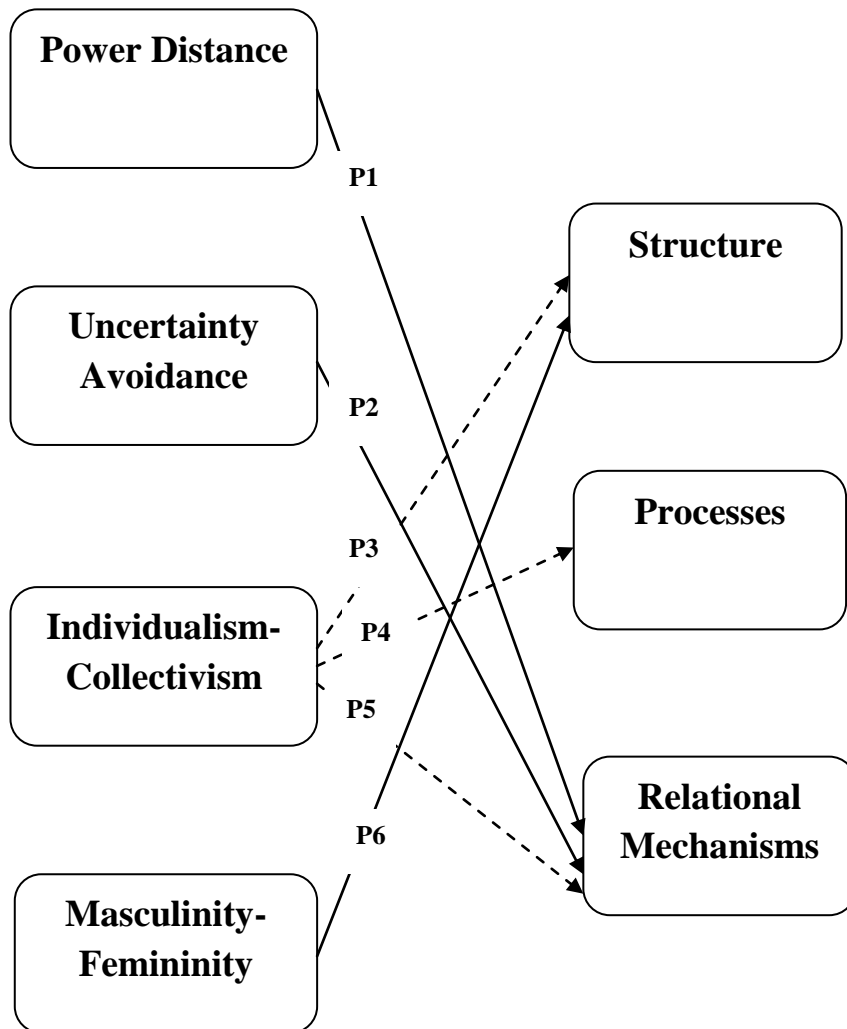 Power Distance
P1
Structure
Uncertainty
Avoidance
P2
Processes
P3
Individualism-
Collectivism
P4
P5
Relational
Mechanisms
P6
Masculinity-
Femininity